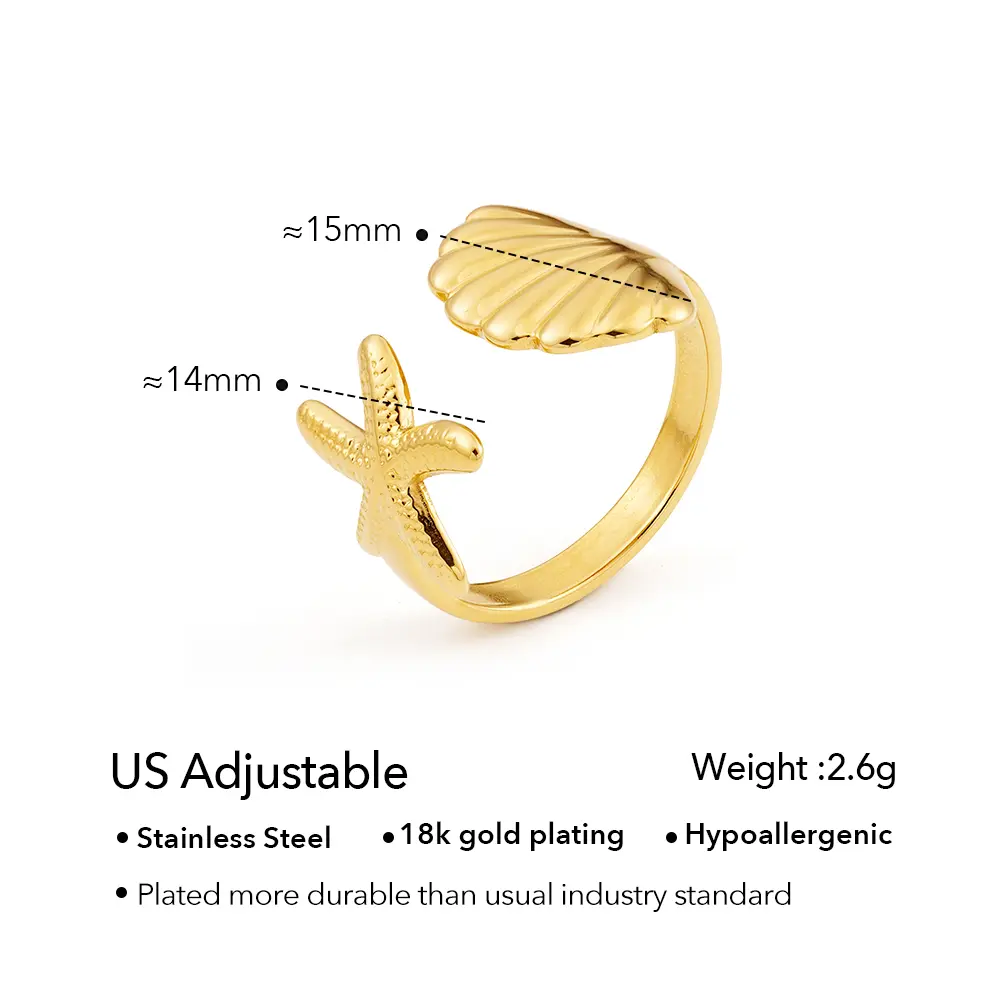 ≈15mm
≈14mm
US Adjustable
Weight :2.6g
• Stainless Steel
•18k gold plating
• Hypoallergenic
• Plated more durable than usual industry standard